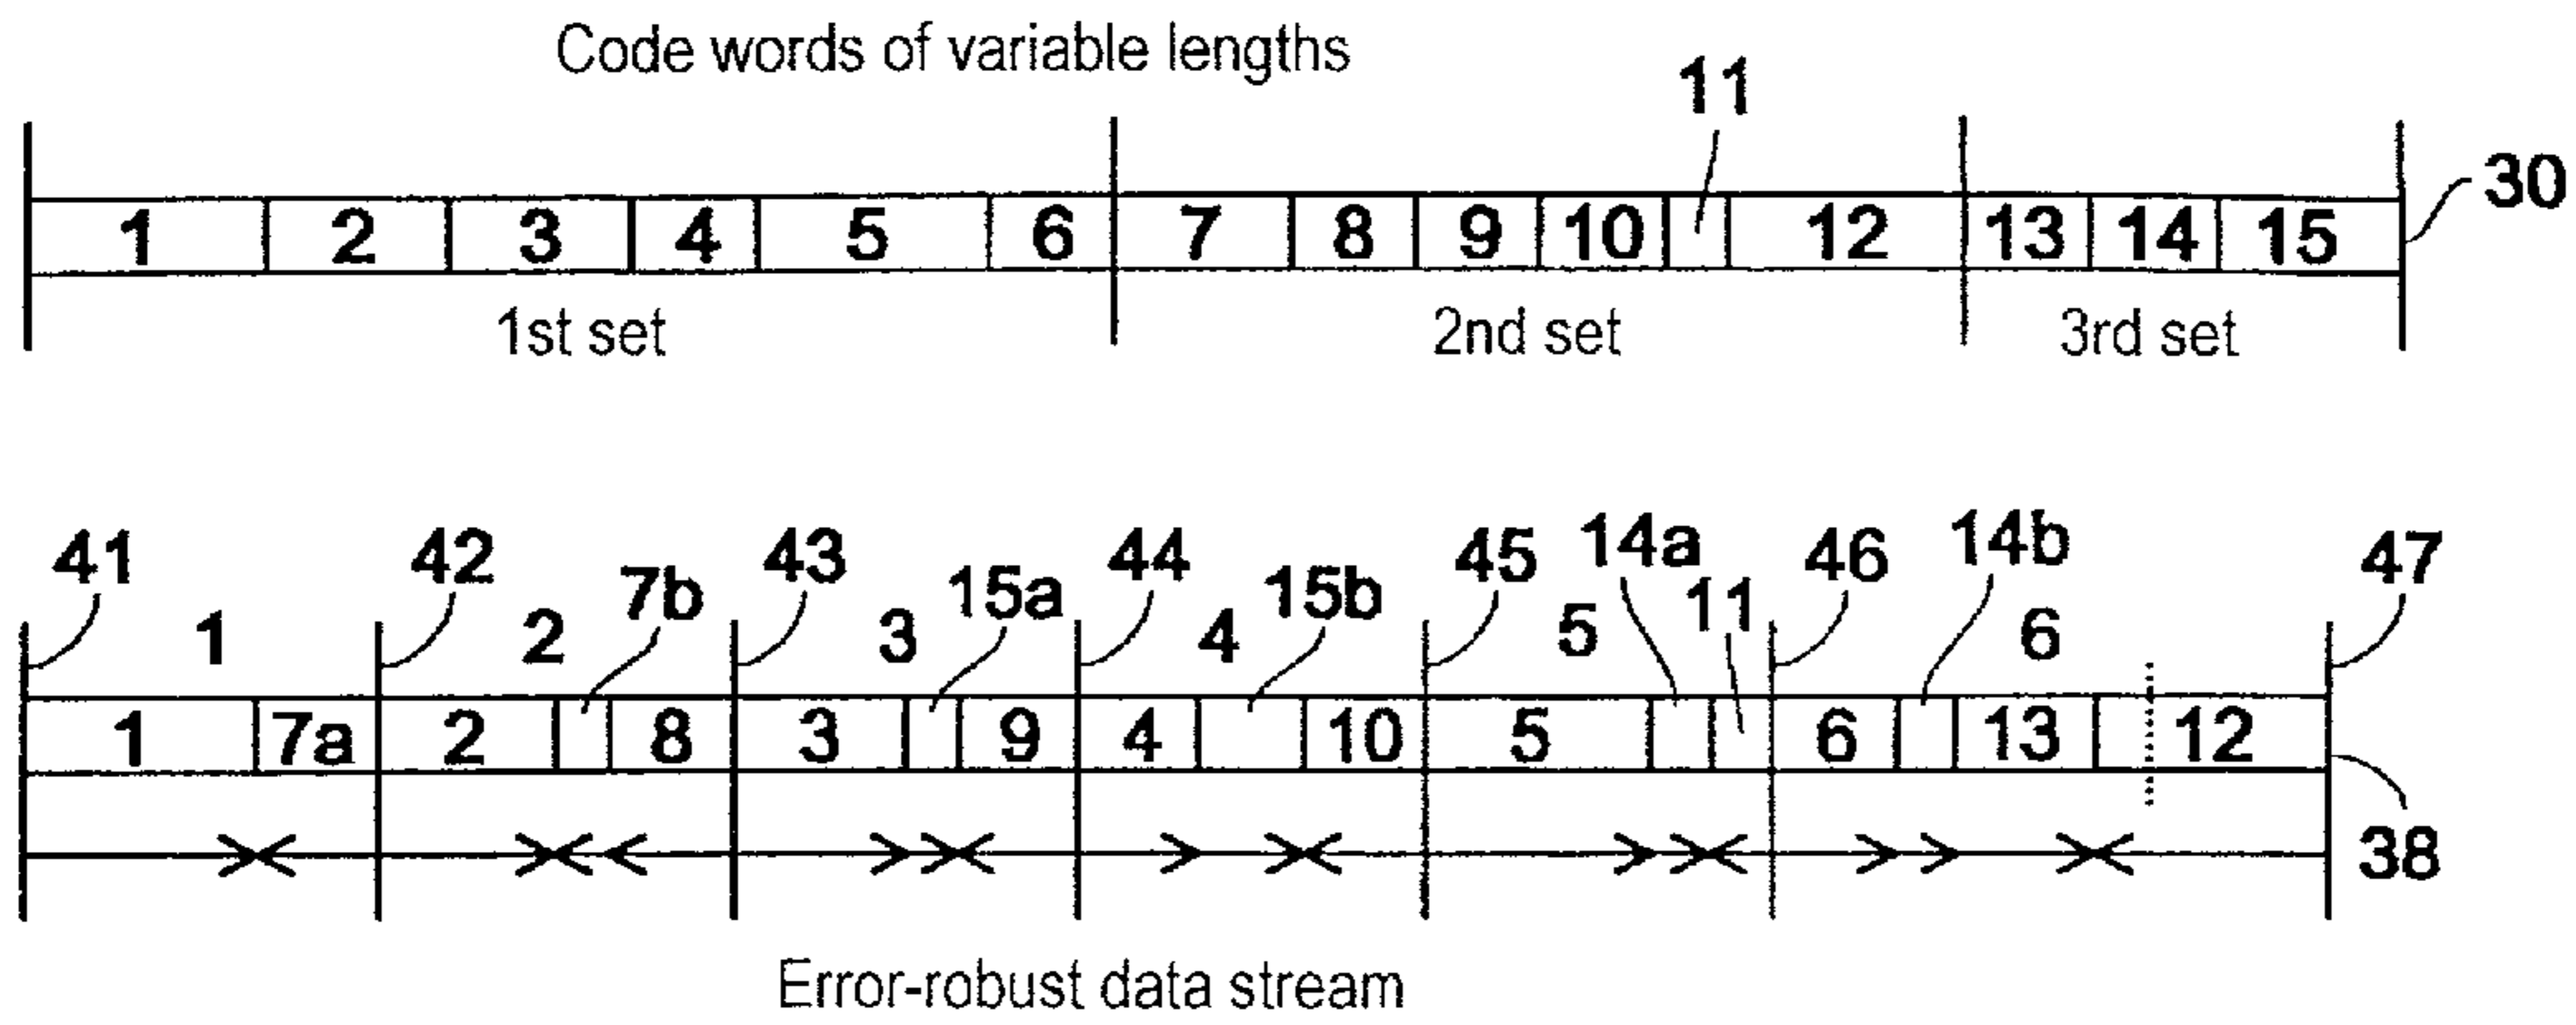 Code words of variable lengths
11
30
1 2 3 4 5 6 7 8 9 10 12 13 14 15
1st set 2nd set 3rd set
41 42 43 44 45 14a 46 14b 47
1 2 7b 3 15a 4 15b 5 11 6
1 7a 2 8 3 9 4 10 5 6 13 12
38
Error-robust data stream